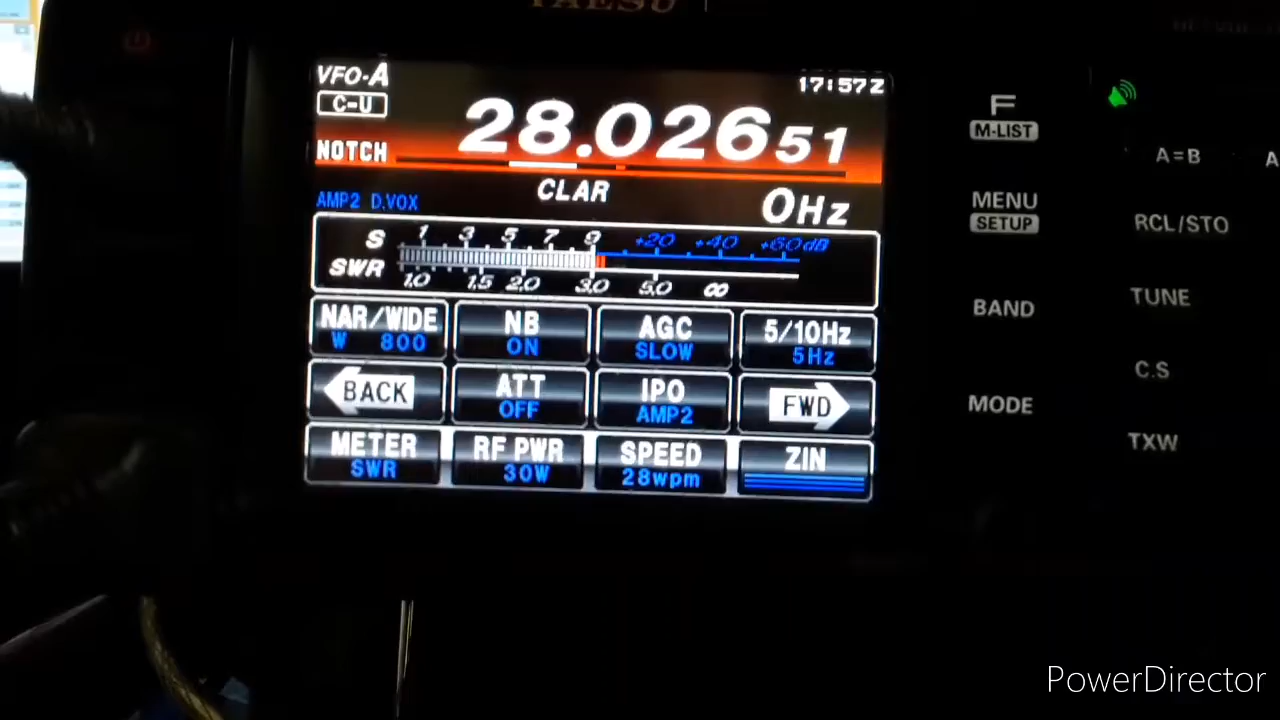 YAESU
VFO-A
17:57Z
C-U
28.02651
NOTCH
CLAR
0Hz
AMP2 D.VOX
S 1 3 5 7 9 +20 +40 +60dB
SWR 1.0 1.5 2.0 3.0 5.0 ∞
NAR/WIDE NB AGC 5/10Hz
W 800 ON SLOW 5Hz
BACK ATT IPO FWD
OFF AMP2
METER RF PWR SPEED ZIN
SWR 30W 28wpm
F
M-LIST
A=B
MENU
SETUP
RCL/STO
BAND
TUNE
C.S
MODE
TXW
PowerDirector